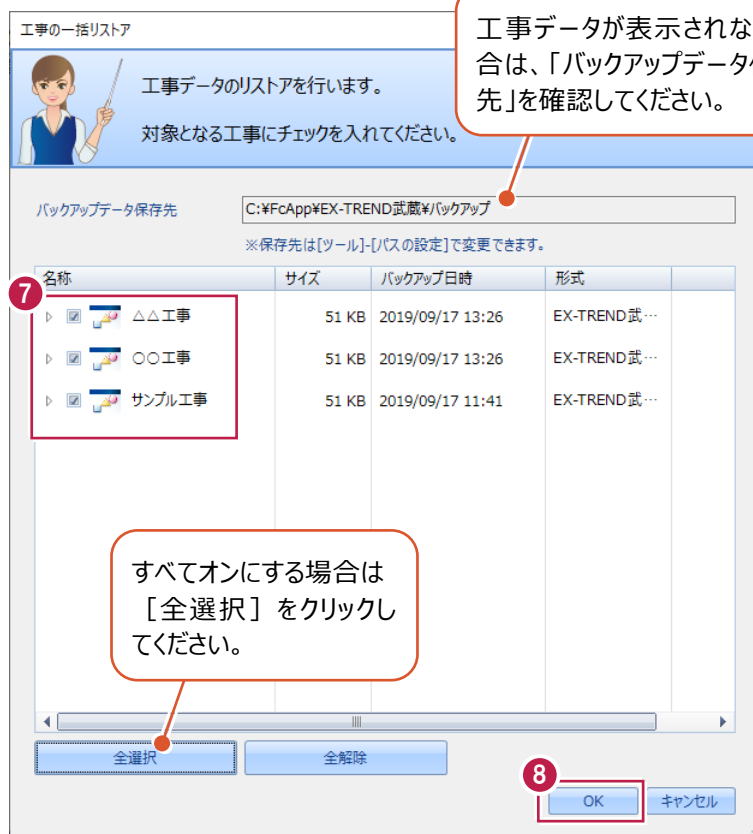 工事の一括リストア
工事データが表示されな
合は、「バックアップデータ
先」を確認してください。
工事データのリストアを行います。
対象となる工事にチェックを入れてください。
バックアップデータ保存先
C:¥FcApp¥EX-TREND武蔵¥バックアップ
※保存先は[ツール]-[パスの設定]で変更できます。
名称 サイズ バックアップ日時 形式
7
△△工事 51 KB 2019/09/17 13:26 EX-TREND武…
○○工事 51 KB 2019/09/17 13:26 EX-TREND武…
サンプル工事 51 KB 2019/09/17 11:41 EX-TREND武…
すべてオンにする場合は
［全選択］をクリックし
てください。
全選択 全解除
8
OK キャンセル